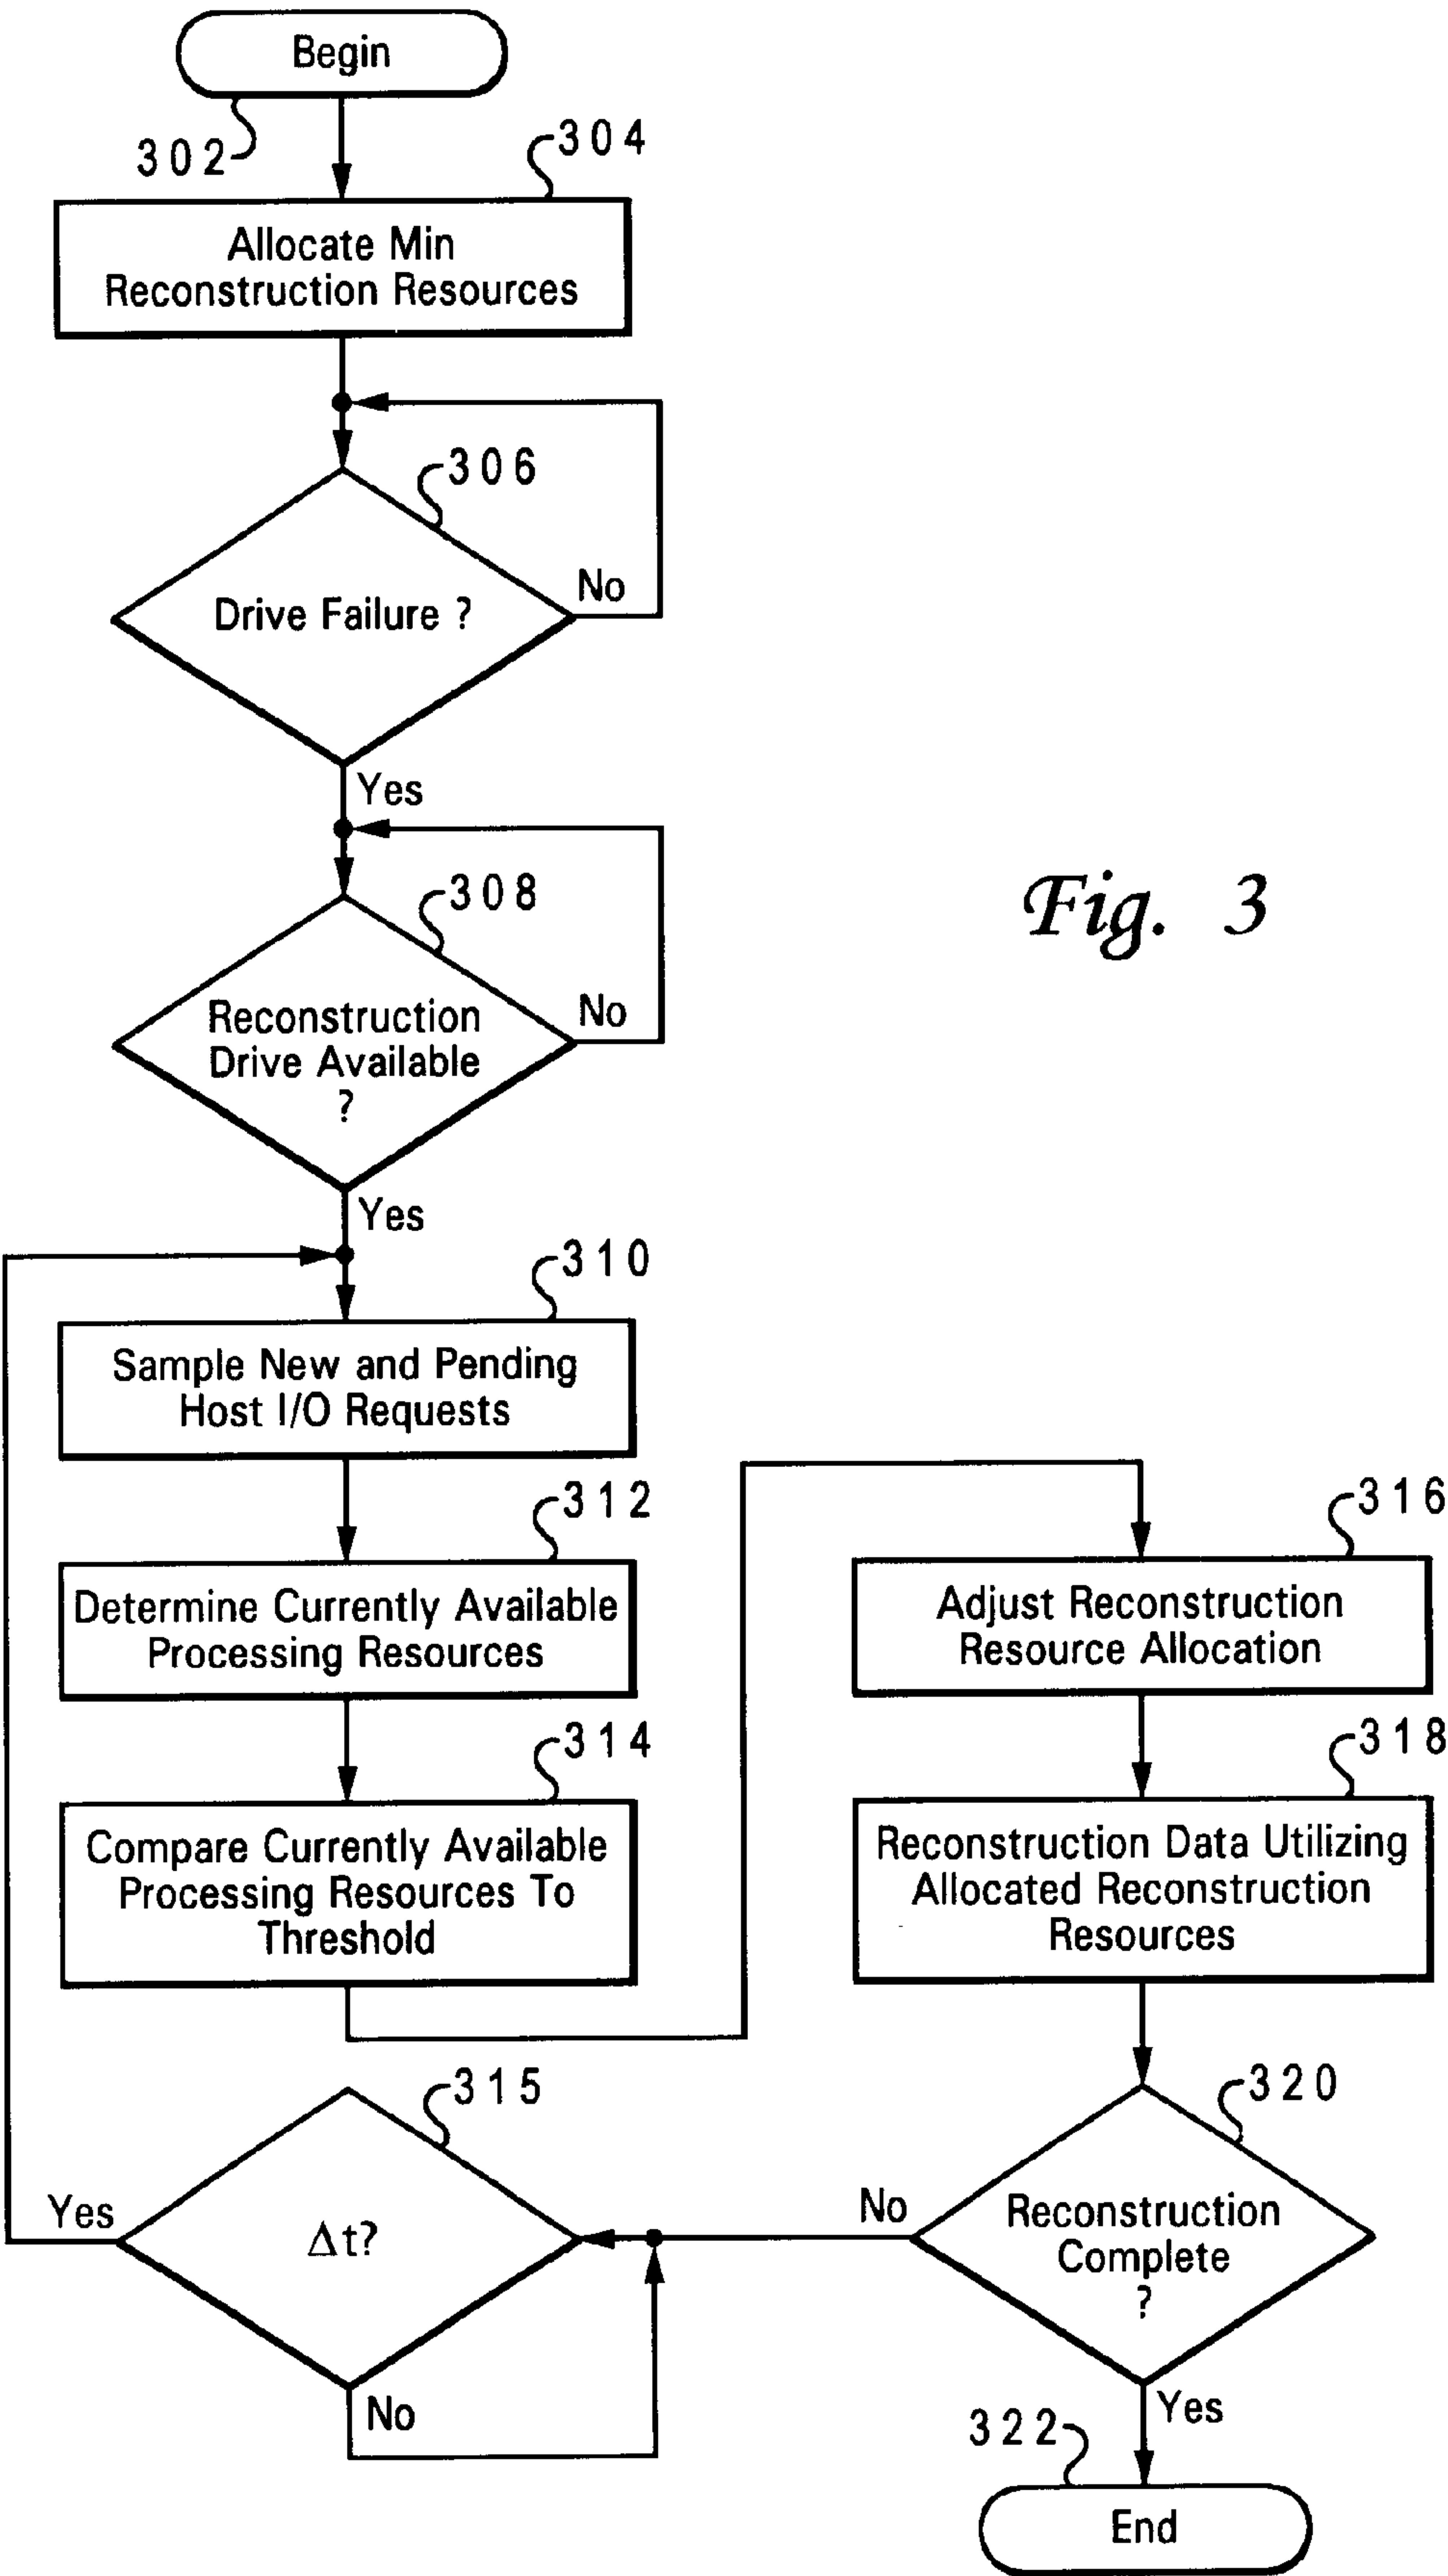 Begin
302
304
Allocate Min
Reconstruction Resources
306
Drive Failure ?
No
Yes
308
Reconstruction
Drive Available
?
No
Yes
Fig. 3
310
Sample New and Pending
Host I/O Requests
312
Determine Currently Available
Processing Resources
314
Compare Currently Available
Processing Resources To
Threshold
316
Adjust Reconstruction
Resource Allocation
318
Reconstruction Data Utilizing
Allocated Reconstruction
Resources
320
Reconstruction
Complete
?
No
Yes
315
Δt?
Yes
No
322
End